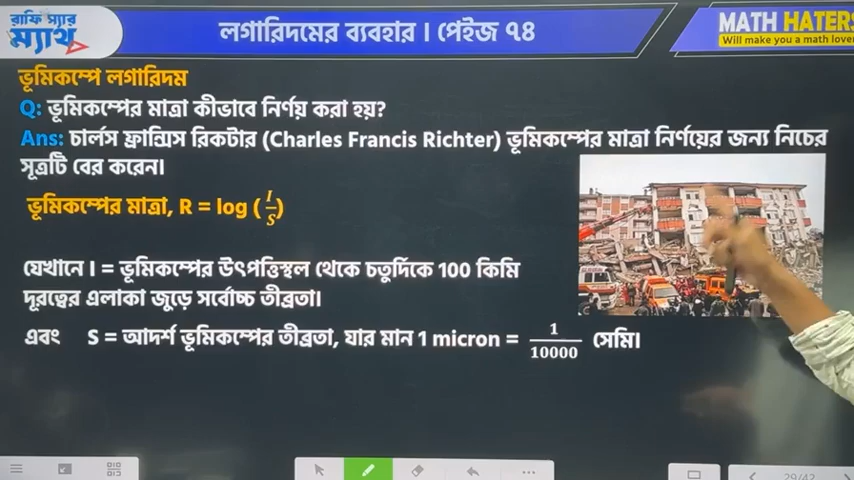 রাফি স্যার
ম্যাথ
লগারিদমের ব্যবহার । পেইজ ৭৪
MATH HATERS
Will make you a math lover
ভূমিকম্পে লগারিদম
Q: ভূমিকম্পের মাত্রা কীভাবে নির্ণয় করা হয়?
Ans: চার্লস ফ্রান্সিস রিকটার (Charles Francis Richter) ভূমিকম্পের মাত্রা নির্ণয়ের জন্য নিচের
সূত্রটি বের করেন।
ভূমিকম্পের মাত্রা, R = log (I/S)
যেখানে I = ভূমিকম্পের উৎপত্তিস্থল থেকে চতুর্দিকে 100 কিমি
দূরত্বের এলাকা জুড়ে সর্বোচ্চ তীব্রতা।
এবং S = আদর্শ ভূমিকম্পের তীব্রতা, যার মান 1 micron = 1/10000 সেমি।
29/42